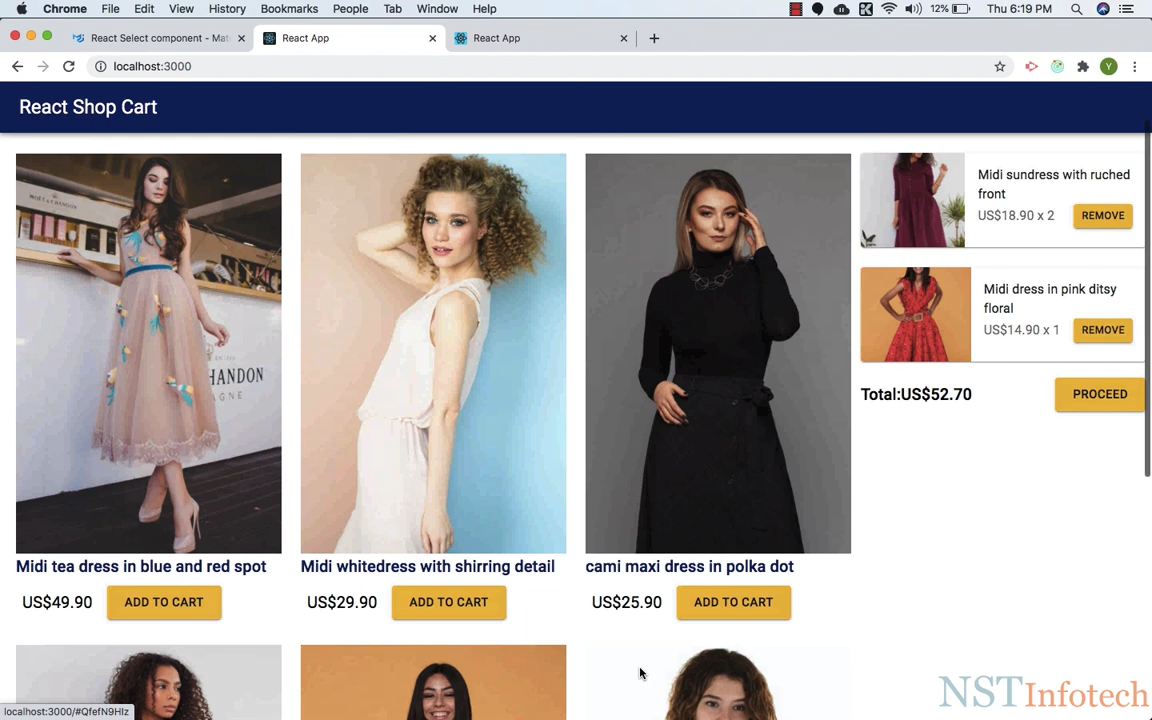 Chrome File Edit View History Bookmarks People Tab Window Help 12% Thu 6:19 PM
React Select component - Mat
React App
React App
localhost:3000
Y
React Shop Cart
Midi sundress with ruched
front
US$18.90 x 2 REMOVE
Midi dress in pink ditsy
floral
US$14.90 x 1 REMOVE
Total:US$52.70 PROCEED
HANDON
Midi tea dress in blue and red spot
US$49.90 ADD TO CART
Midi whitedress with shirring detail
US$29.90 ADD TO CART
cami maxi dress in polka dot
US$25.90 ADD TO CART
NSTInfotech
localhost:3000/#QfefN9HIz